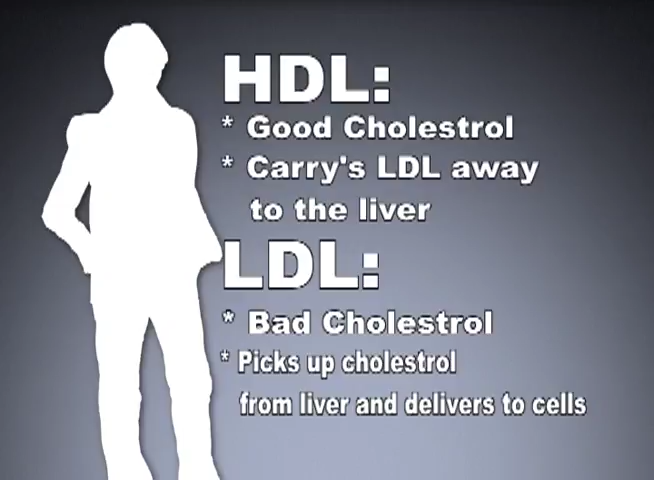 HDL:
* Good Cholestrol
* Carry's LDL away
to the liver
LDL:
* Bad Cholestrol
* Picks up cholestrol
from liver and delivers to cells